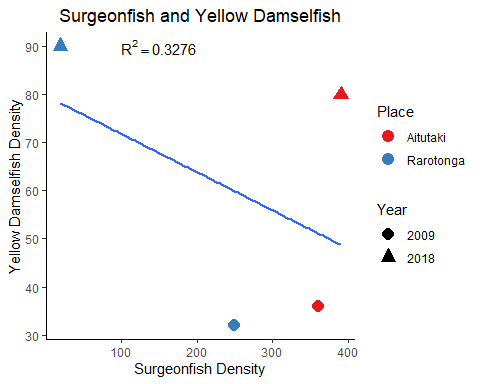 Surgeonfish and Yellow Damselfish
R² = 0.3276
Yellow Damselfish Density
90
80
70
60
50
40
30
100 200 300 400
Surgeonfish Density
Place
Aitutaki
Rarotonga
Year
2009
2018